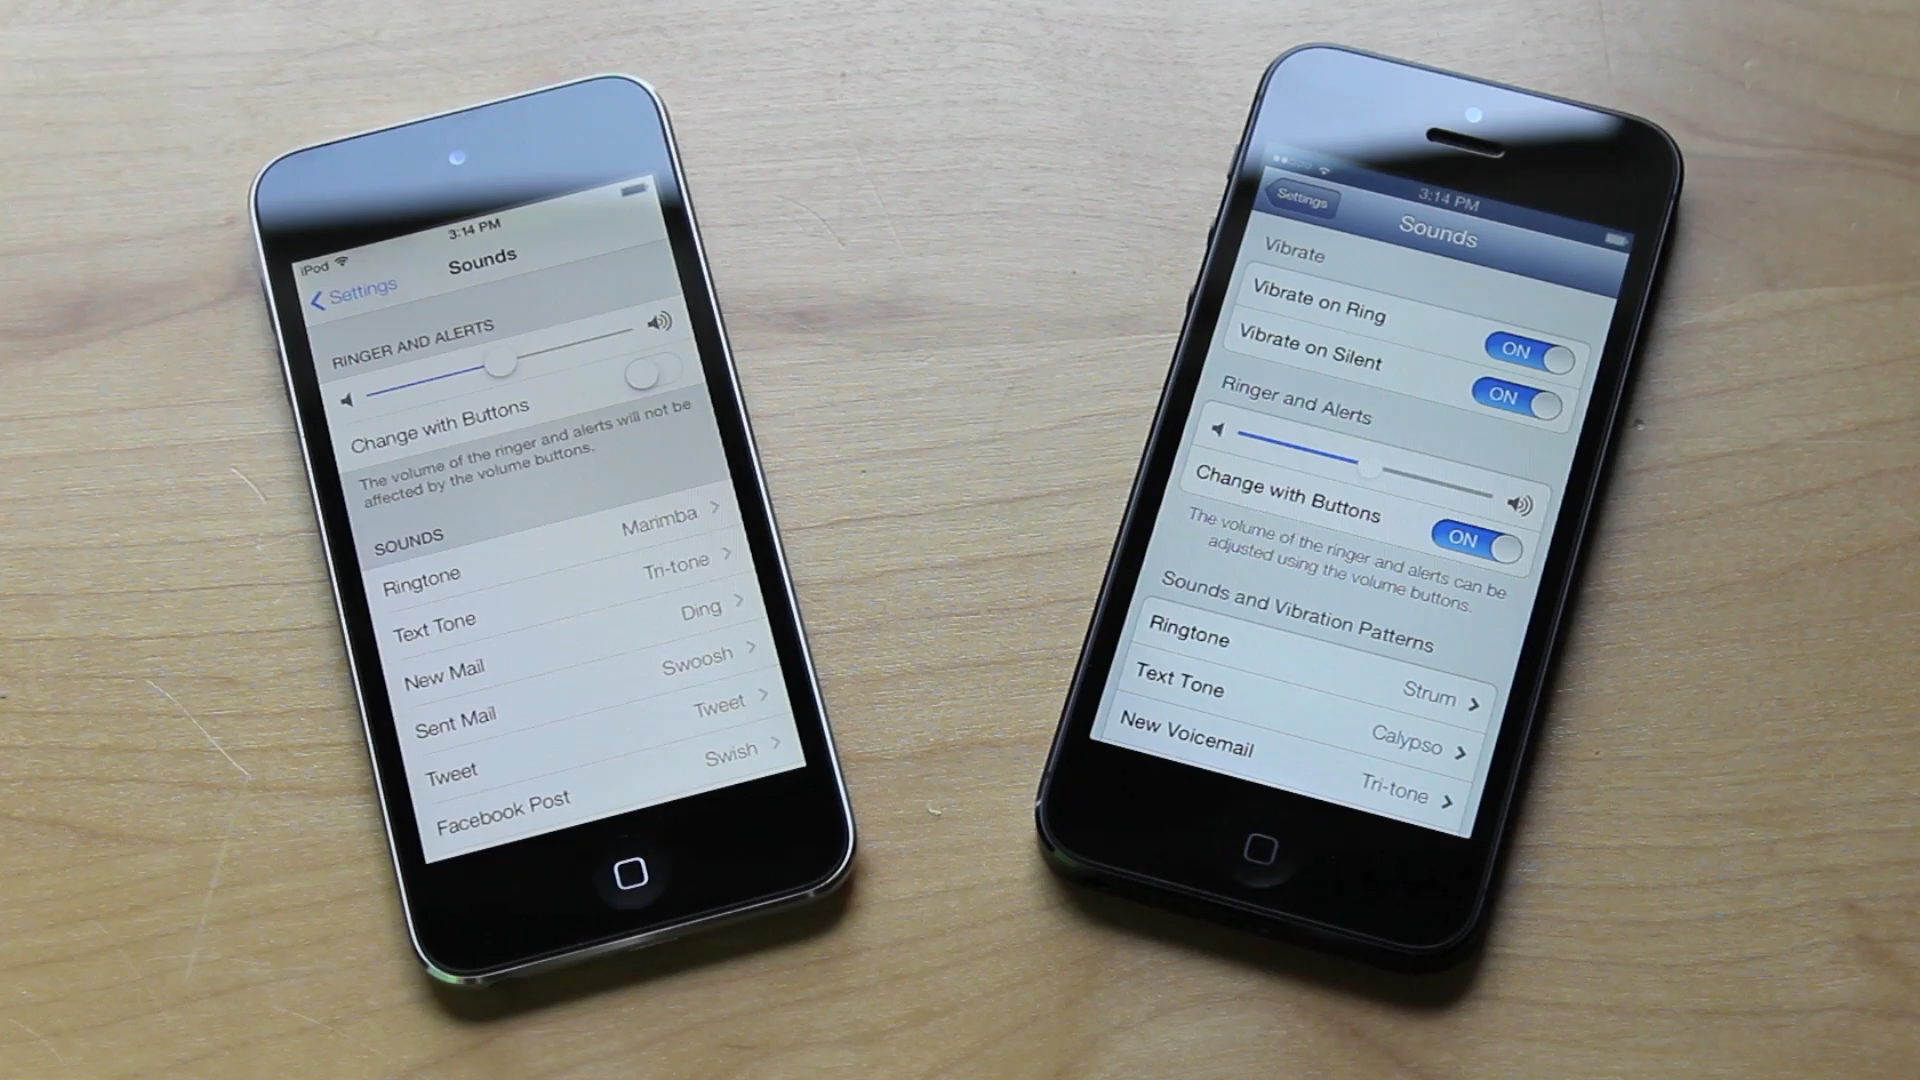 iPod 3:14 PM
Settings Sounds
RINGER AND ALERTS
Change with Buttons
The volume of the ringer and alerts will not be
affected by the volume buttons.
SOUNDS
Ringtone Marimba
Text Tone Tri-tone
New Mail Ding
Sent Mail Swoosh
Tweet Tweet
Facebook Post Swish
3:14 PM
Settings Sounds
Vibrate
Vibrate on Ring ON
Vibrate on Silent ON
Ringer and Alerts
Change with Buttons ON
The volume of the ringer and alerts can be
adjusted using the volume buttons.
Sounds and Vibration Patterns
Ringtone Strum
Text Tone Calypso
New Voicemail Tri-tone